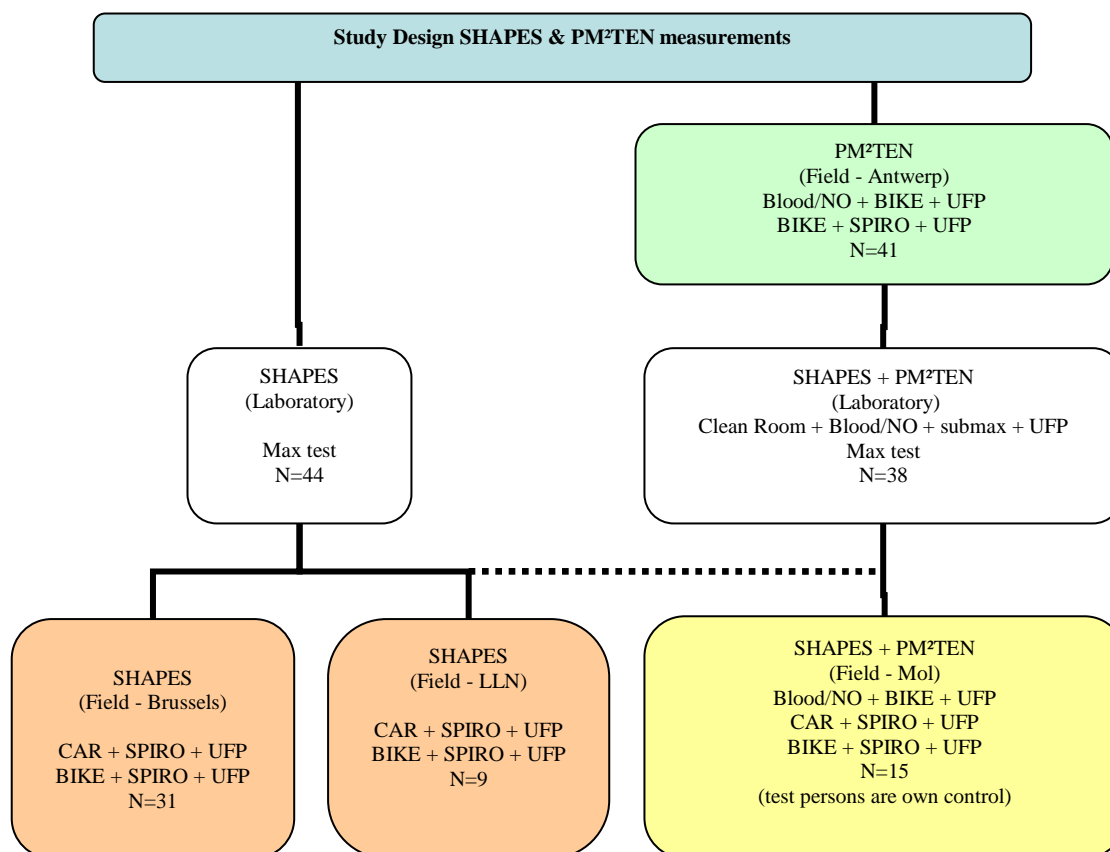 Study Design SHAPES & PM²TEN measurements
PM²TEN
(Field - Antwerp)
Blood/NO + BIKE + UFP
BIKE + SPIRO + UFP
N=41
SHAPES
(Laboratory)
Max test
N=44
SHAPES + PM²TEN
(Laboratory)
Clean Room + Blood/NO + submax + UFP
Max test
N=38
SHAPES
(Field - Brussels)
CAR + SPIRO + UFP
BIKE + SPIRO + UFP
N=31
SHAPES
(Field - LLN)
CAR + SPIRO + UFP
BIKE + SPIRO + UFP
N=9
SHAPES + PM²TEN
(Field - Mol)
Blood/NO + BIKE + UFP
CAR + SPIRO + UFP
BIKE + SPIRO + UFP
N=15
(test persons are own control)